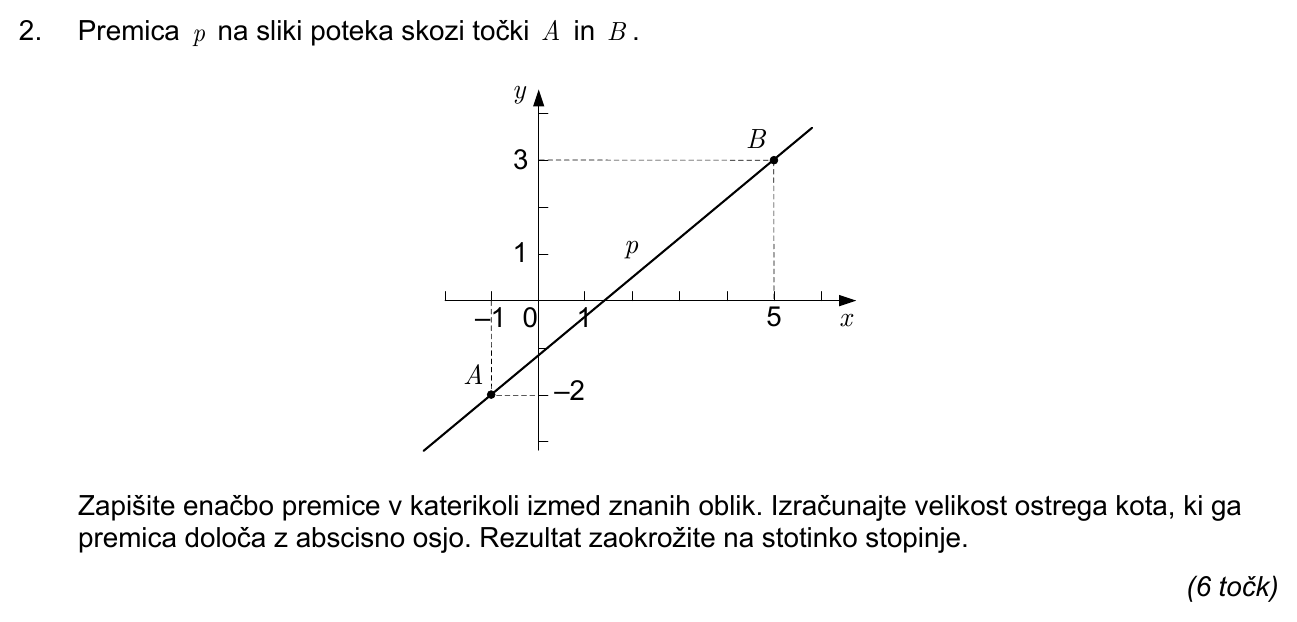 2. Premica p na sliki poteka skozi točki A in B.
y
B
3
p
1
–1 0 1 5 x
A
–2
Zapišite enačbo premice v katerikoli izmed znanih oblik. Izračunajte velikost ostrega kota, ki ga
premica določa z abscisno osjo. Rezultat zaokrožite na stotinko stopinje.
(6 točk)